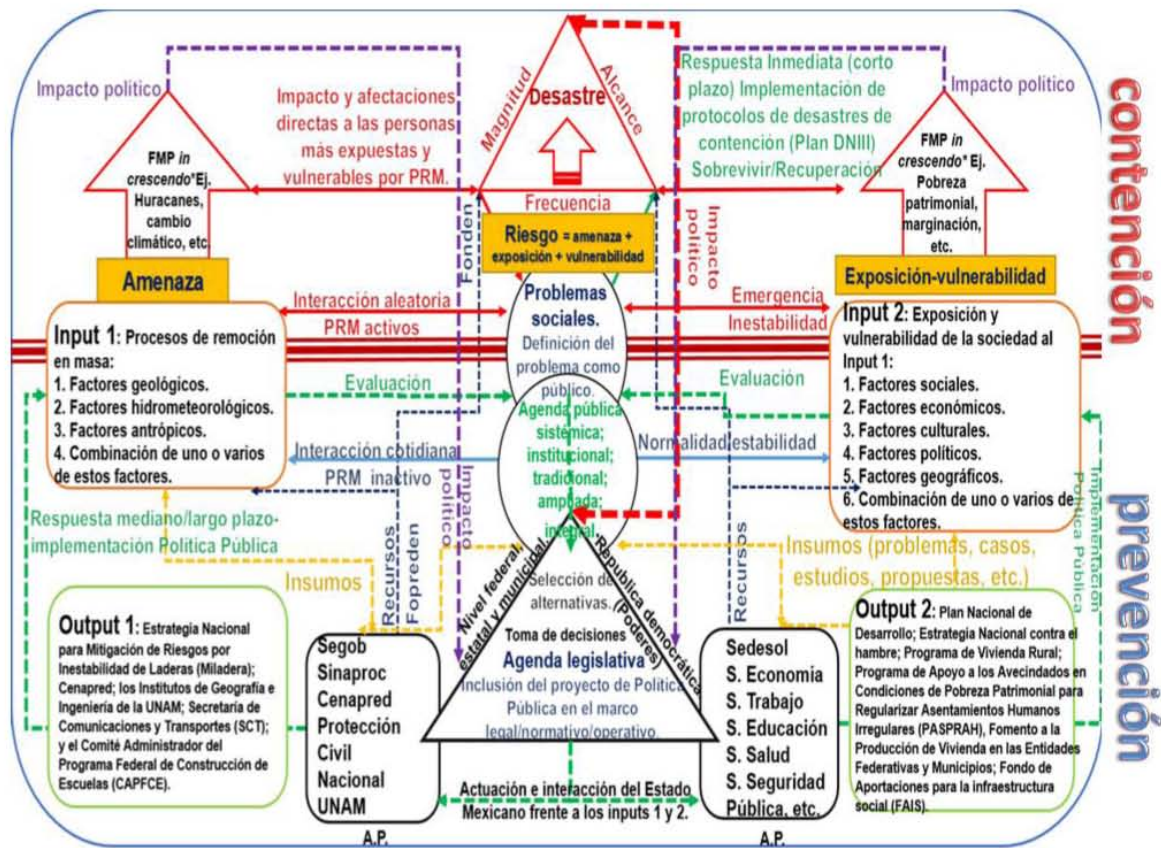 Impacto político
FMP in
crescendo* Ej.
Huracanes,
cambio
climático, etc.
Amenaza
Impacto y afectaciones
directas a las personas
más expuestas y
vulnerables por PRM.
Magnitud
Desastre
Alcance
Frecuencia
Riesgo = amenaza +
exposición + vulnerabilidad
Fonden
Respuesta Inmediata (corto
plazo) Implementación de
protocolos de desastres de
contención (Plan DNIII)
Sobrevivir/Recuperación
Impacto político
Impacto político
FMP in
crescendo* Ej.
Pobreza
patrimonial,
marginación,
etc.
Exposición-vulnerabilidad
contención
Input 1: Procesos de remoción
en masa:
1. Factores geológicos.
2. Factores hidrometeorológicos.
3. Factores antrópicos.
4. Combinación de uno o varios
de estos factores.
Interacción aleatoria
PRM activos
Evaluación
Interacción cotidiana
PRM inactivo
Problemas
sociales.
Definición del
problema como
público.
Agenda pública
sistémica;
institucional;
tradicional;
ampliada;
integral.
Emergencia
Inestabilidad
Evaluación
Normalidad/estabilidad
Input 2: Exposición y
vulnerabilidad de la sociedad al
Input 1:
1. Factores sociales.
2. Factores económicos.
3. Factores culturales.
4. Factores políticos.
5. Factores geográficos.
6. Combinación de uno o varios de
estos factores.
prevención
Respuesta mediano/largo plazo-
implementación Política Pública
Insumos
Recursos
Fopreden
Impacto
político
Nivel federal,
estatal y municipal
Selección de
alternativas.
Toma de decisiones
Agenda legislativa
Inclusión del proyecto de Política
Pública en el marco
legal/normativo/operativo.
República democrática
(Poderes)
Recursos
Insumos (problemas, casos,
estudios, propuestas, etc.)
Implementación
Política Pública
Output 1: Estrategia Nacional
para Mitigación de Riesgos por
Inestabilidad de Laderas (Miladera);
Cenapred; los Institutos de Geografía e
Ingeniería de la UNAM; Secretaría de
Comunicaciones y Transportes (SCT);
y el Comité Administrador del
Programa Federal de Construcción de
Escuelas (CAPFCE).
Segob
Sinaproc
Cenapred
Protección
Civil
Nacional
UNAM
A.P.
Actuación e interacción del Estado
Mexicano frente a los inputs 1 y 2.
Sedesol
S. Economía
S. Trabajo
S. Educación
S. Salud
S. Seguridad
Pública, etc.
A.P.
Output 2: Plan Nacional de
Desarrollo; Estrategia Nacional contra el
hambre; Programa de Vivienda Rural;
Programa de Apoyo a los Avecindados en
Condiciones de Pobreza Patrimonial para
Regularizar Asentamientos Humanos
Irregulares (PASPRAH), Fomento a la
Producción de Vivienda en las Entidades
Federativas y Municipios; Fondo de
Aportaciones para la infraestructura
social (FAIS).